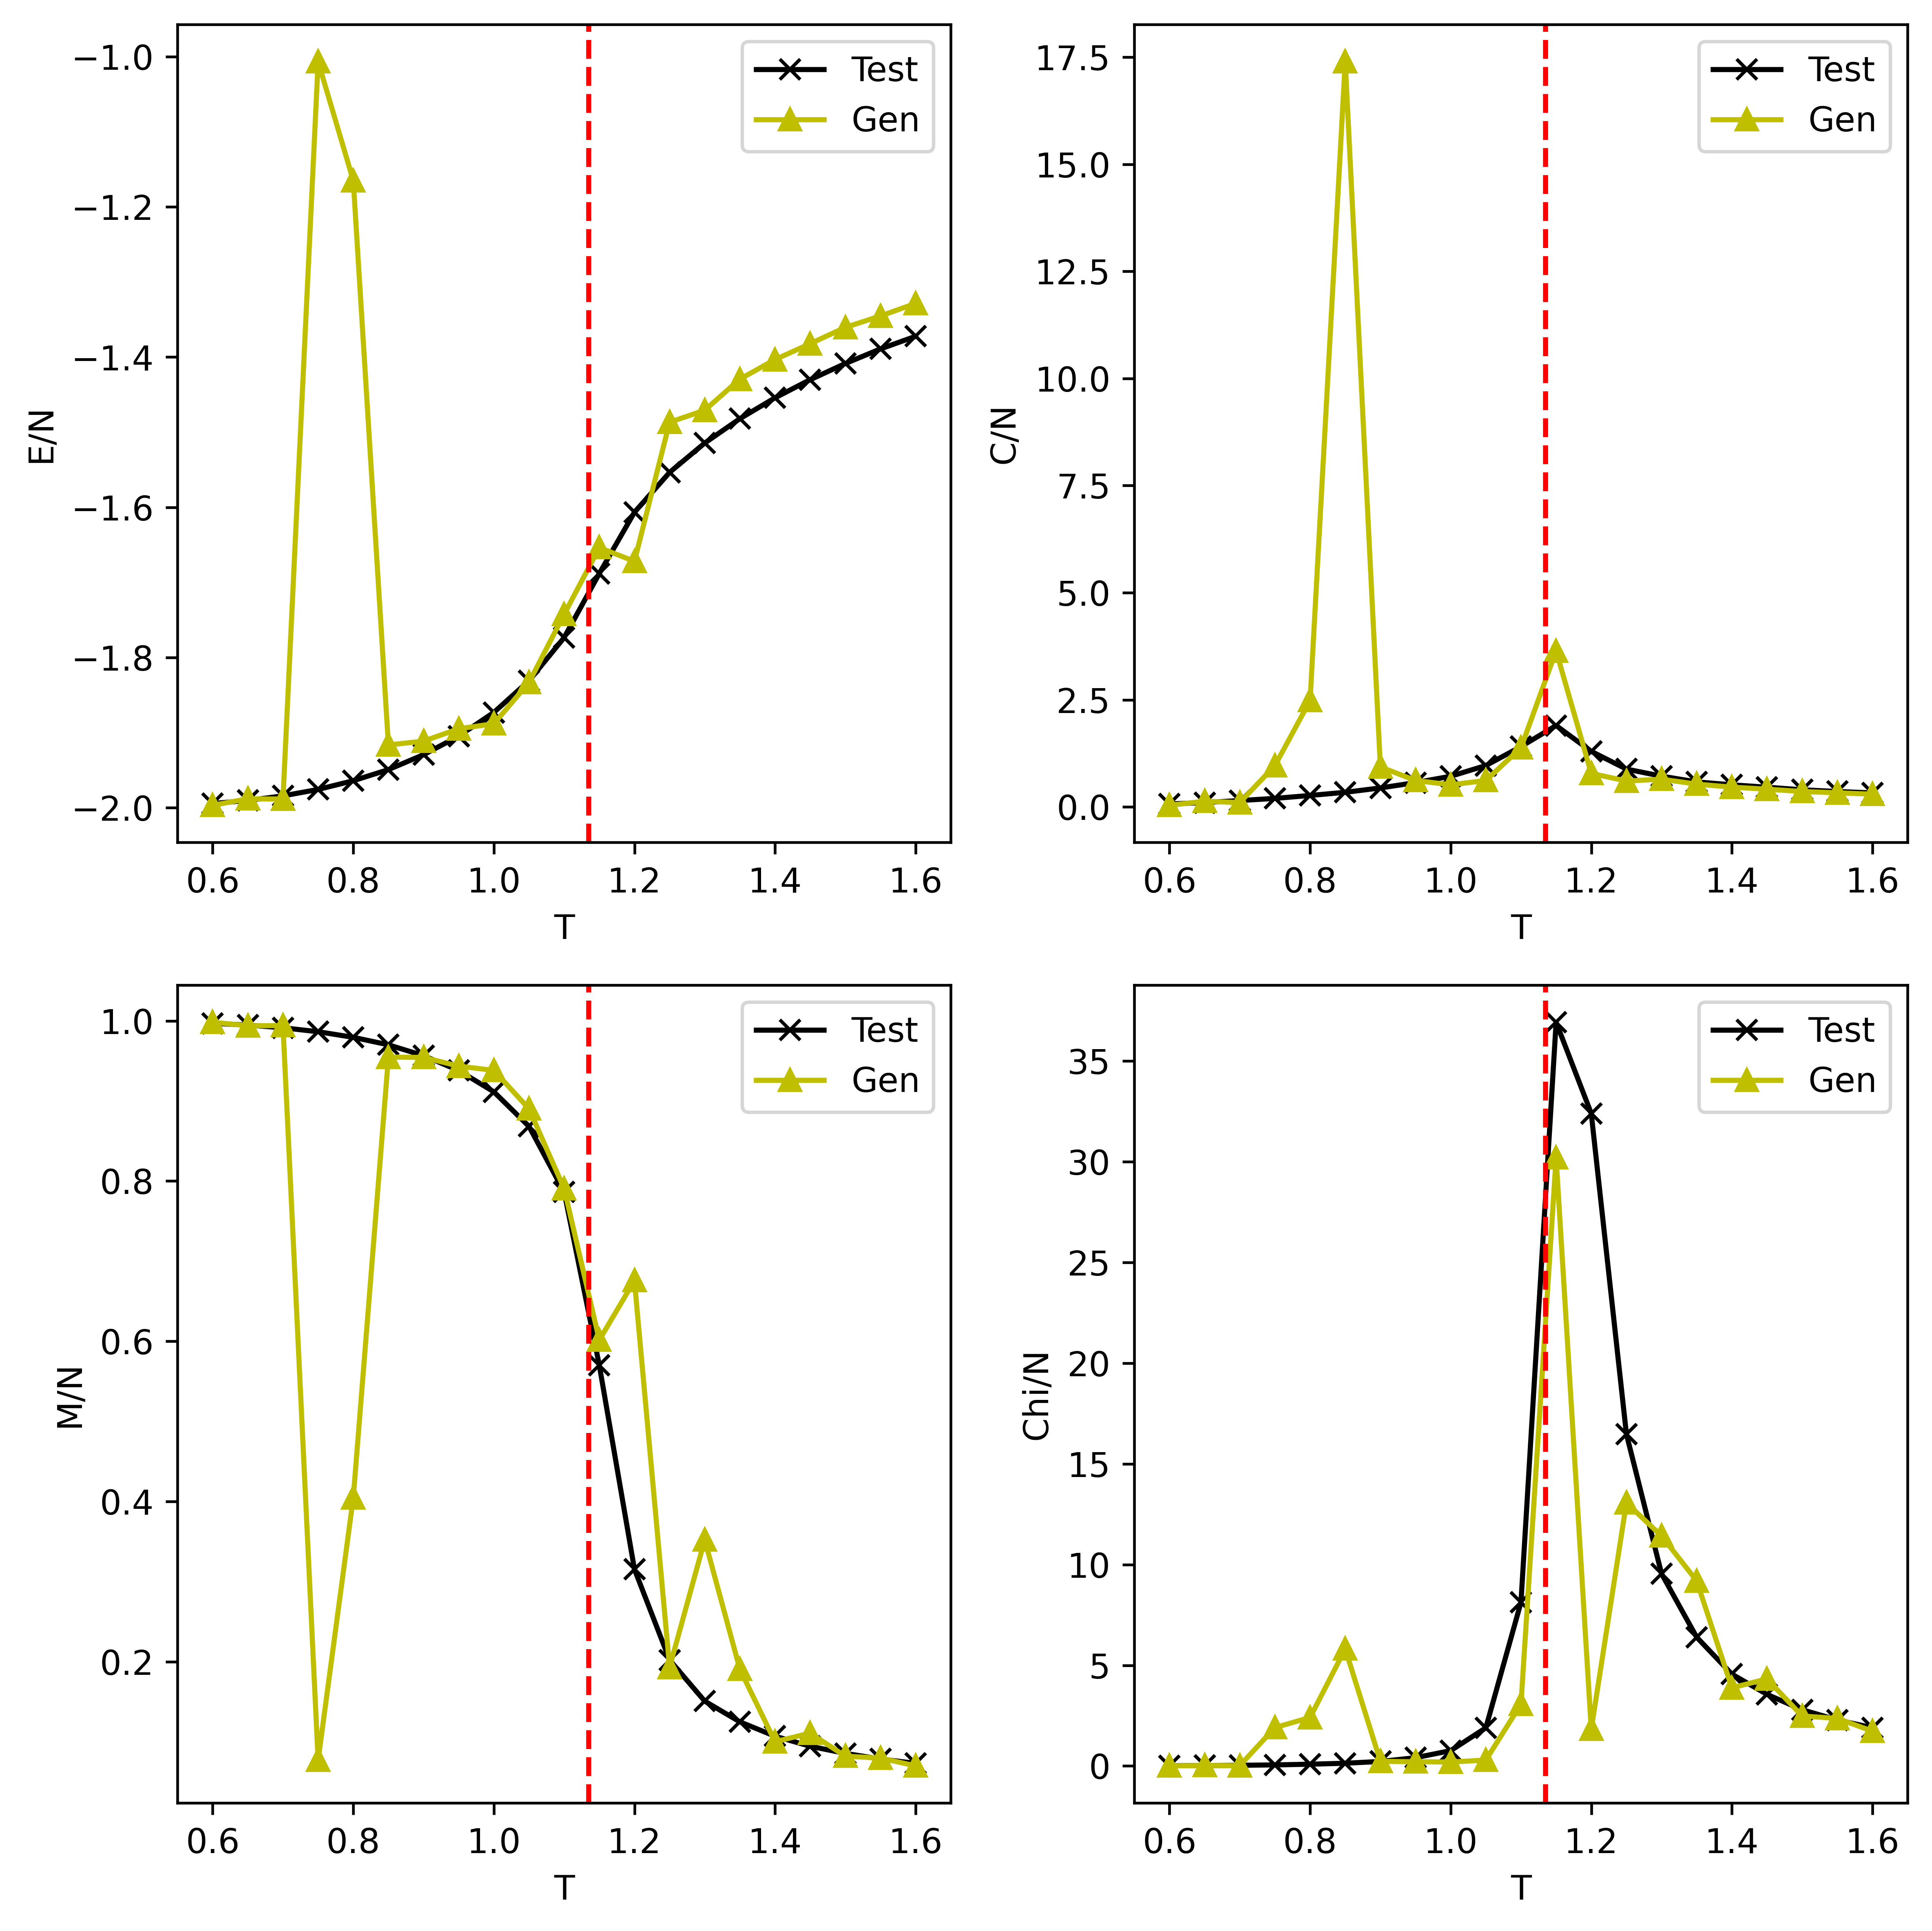 −1.0
−1.2
−1.4
−1.6
−1.8
−2.0
E/N
0.6 0.8 1.0 1.2 1.4 1.6
T
Test
Gen
17.5
15.0
12.5
10.0
7.5
5.0
2.5
0.0
C/N
0.6 0.8 1.0 1.2 1.4 1.6
T
Test
Gen
1.0
0.8
0.6
0.4
0.2
M/N
0.6 0.8 1.0 1.2 1.4 1.6
T
Test
Gen
35
30
25
20
15
10
5
0
Chi/N
0.6 0.8 1.0 1.2 1.4 1.6
T
Test
Gen